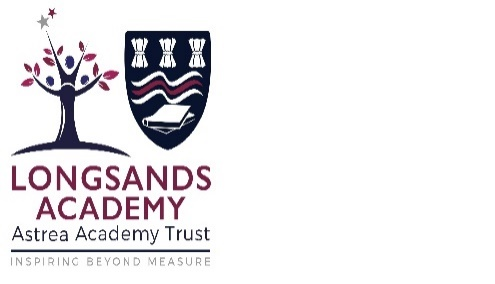 LONGSANDS
ACADEMY
Astrea Academy Trust
INSPIRING BEYOND MEASURE